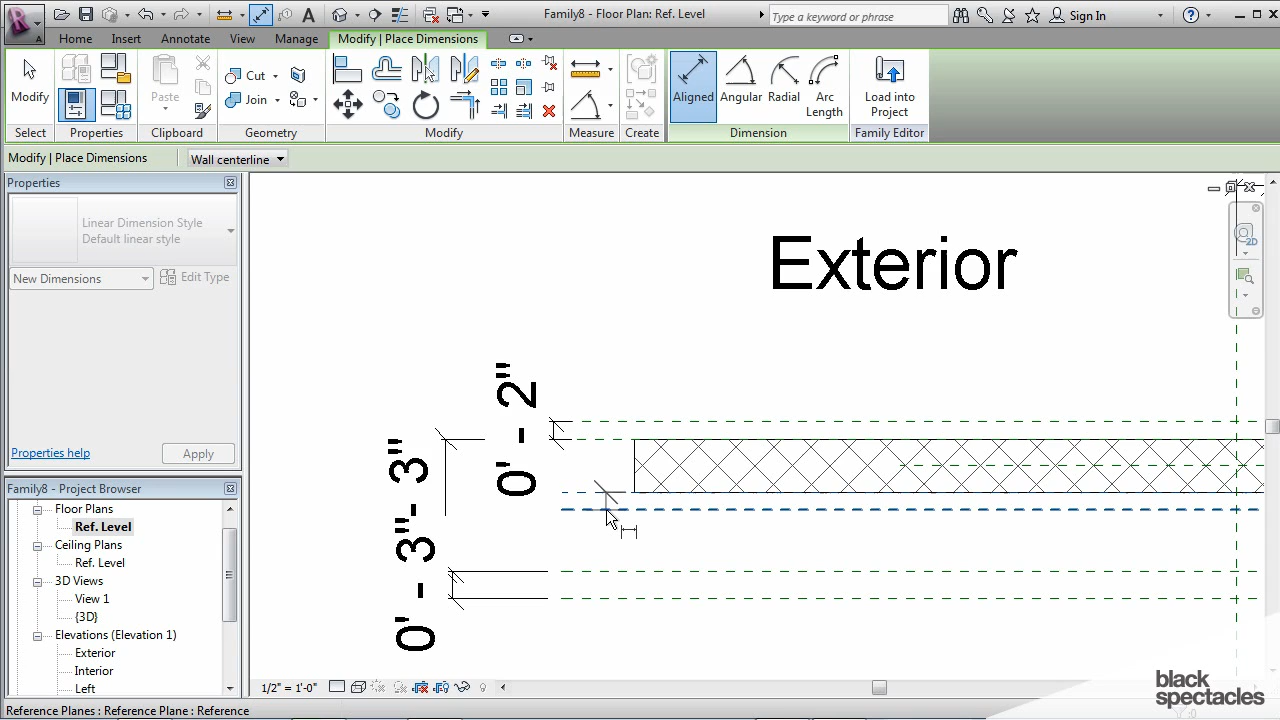 Family8 - Floor Plan: Ref. Level
Type a keyword or phrase
Sign In
Home Insert Annotate View Manage Modify | Place Dimensions
Modify
Paste
Cut
Join
Aligned Angular Radial Arc Length
Load into Project
Select Properties Clipboard Geometry Modify Measure Create Dimension Family Editor
Modify | Place Dimensions
Wall centerline
Properties
Linear Dimension Style
Default linear style
New Dimensions
Edit Type
Properties help
Apply
Family8 - Project Browser
Floor Plans
Ref. Level
Ceiling Plans
Ref. Level
3D Views
View 1
{3D}
Elevations (Elevation 1)
Exterior
Interior
Left
Exterior
0' - 2"
3"
0' - 3"
2D
1/2" = 1'-0"
Reference Planes : Reference Plane : Reference
:0
black
spectacles